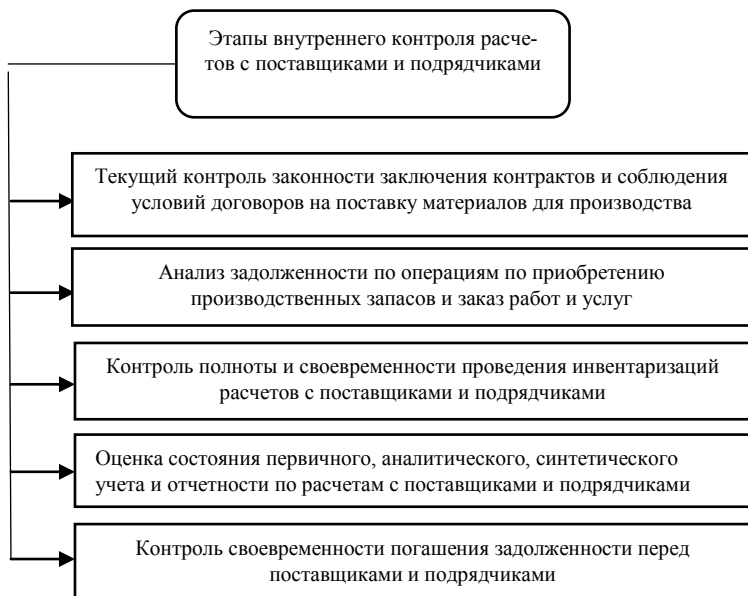 Этапы внутреннего контроля расче-
тов с поставщиками и подрядчиками
Текущий контроль законности заключения контрактов и соблюдения
условий договоров на поставку материалов для производства
Анализ задолженности по операциям по приобретению
производственных запасов и заказ работ и услуг
Контроль полноты и своевременности проведения инвентаризаций
расчетов с поставщиками и подрядчиками
Оценка состояния первичного, аналитического, синтетического
учета и отчетности по расчетам с поставщиками и подрядчиками
Контроль своевременности погашения задолженности перед
поставщиками и подрядчиками